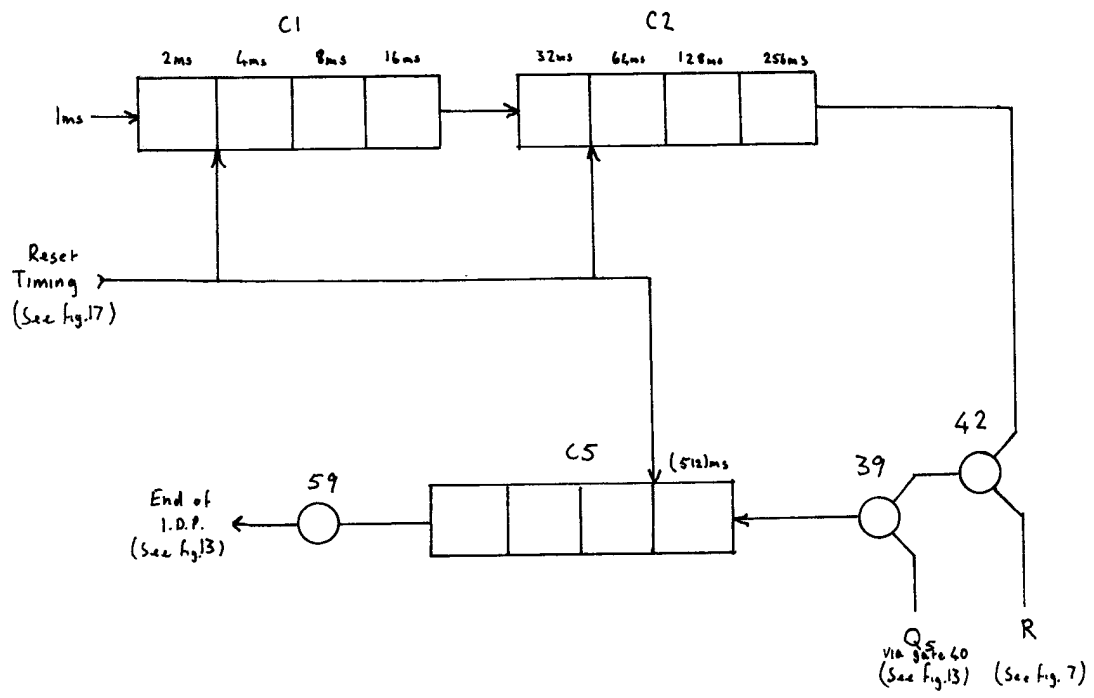 C1
C2
2ms 4ms 8ms 16ms
32ms 64ms 128ms 256ms
1ms
Reset
Timing
(See fig.17)
42
C5
(512)ms
39
59
End of
I.D.P.
(See fig.13)
Q5
via gate 40
(See fig.13)
R
(See fig. 7)